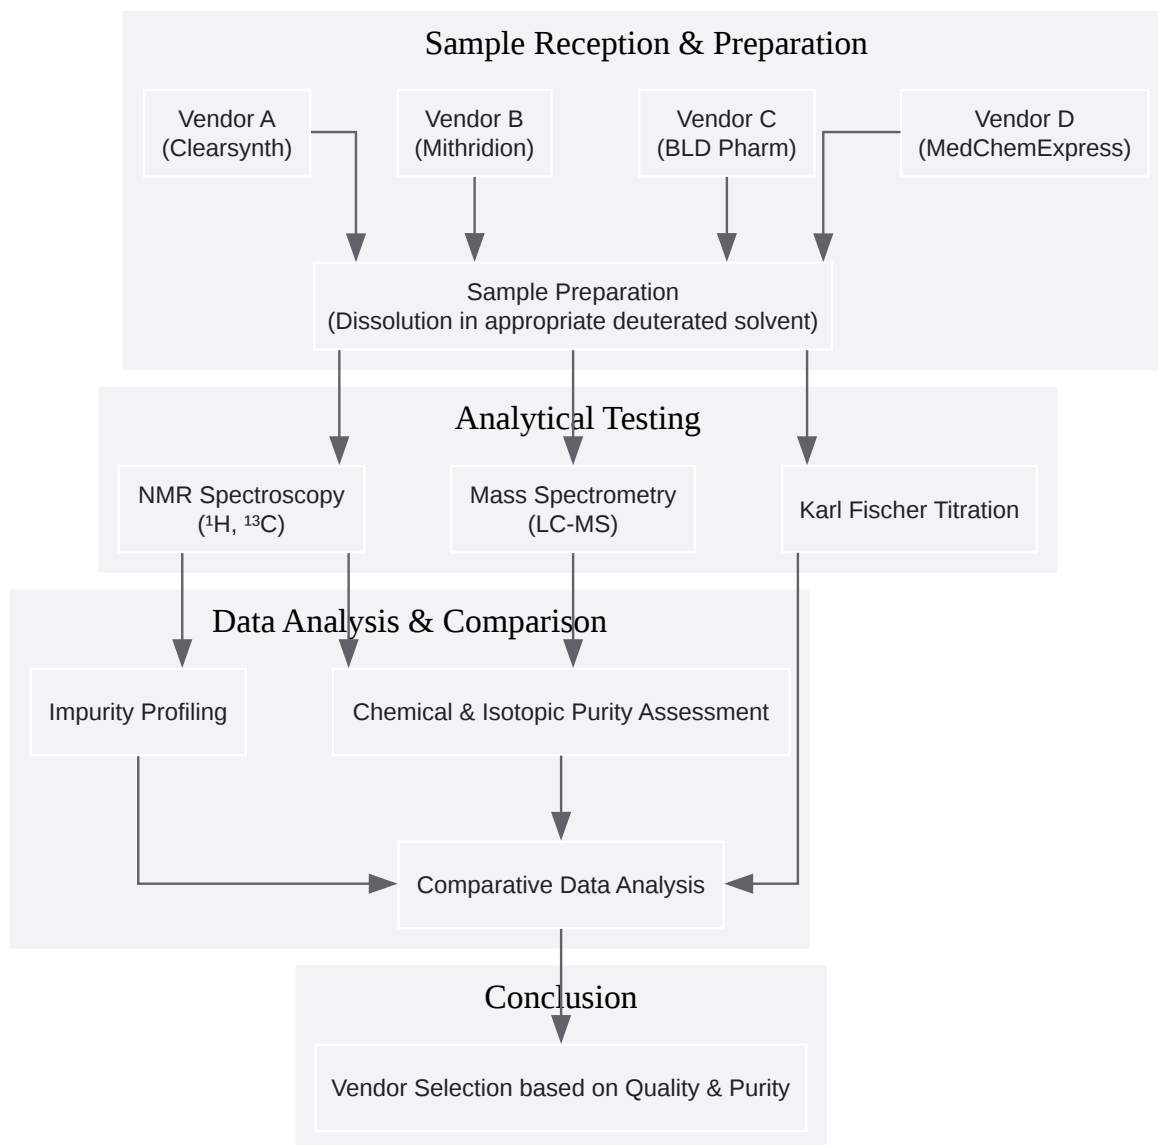 Sample Reception & Preparation
Vendor A
(Clearsynth)
Vendor B
(Mithridion)
Vendor C
(BLD Pharm)
Vendor D
(MedChemExpress)
Sample Preparation
(Dissolution in appropriate deuterated solvent)
Analytical Testing
NMR Spectroscopy
(¹H, ¹³C)
Mass Spectrometry
(LC-MS)
Karl Fischer Titration
Data Analysis & Comparison
Impurity Profiling
Chemical & Isotopic Purity Assessment
Comparative Data Analysis
Conclusion
Vendor Selection based on Quality & Purity